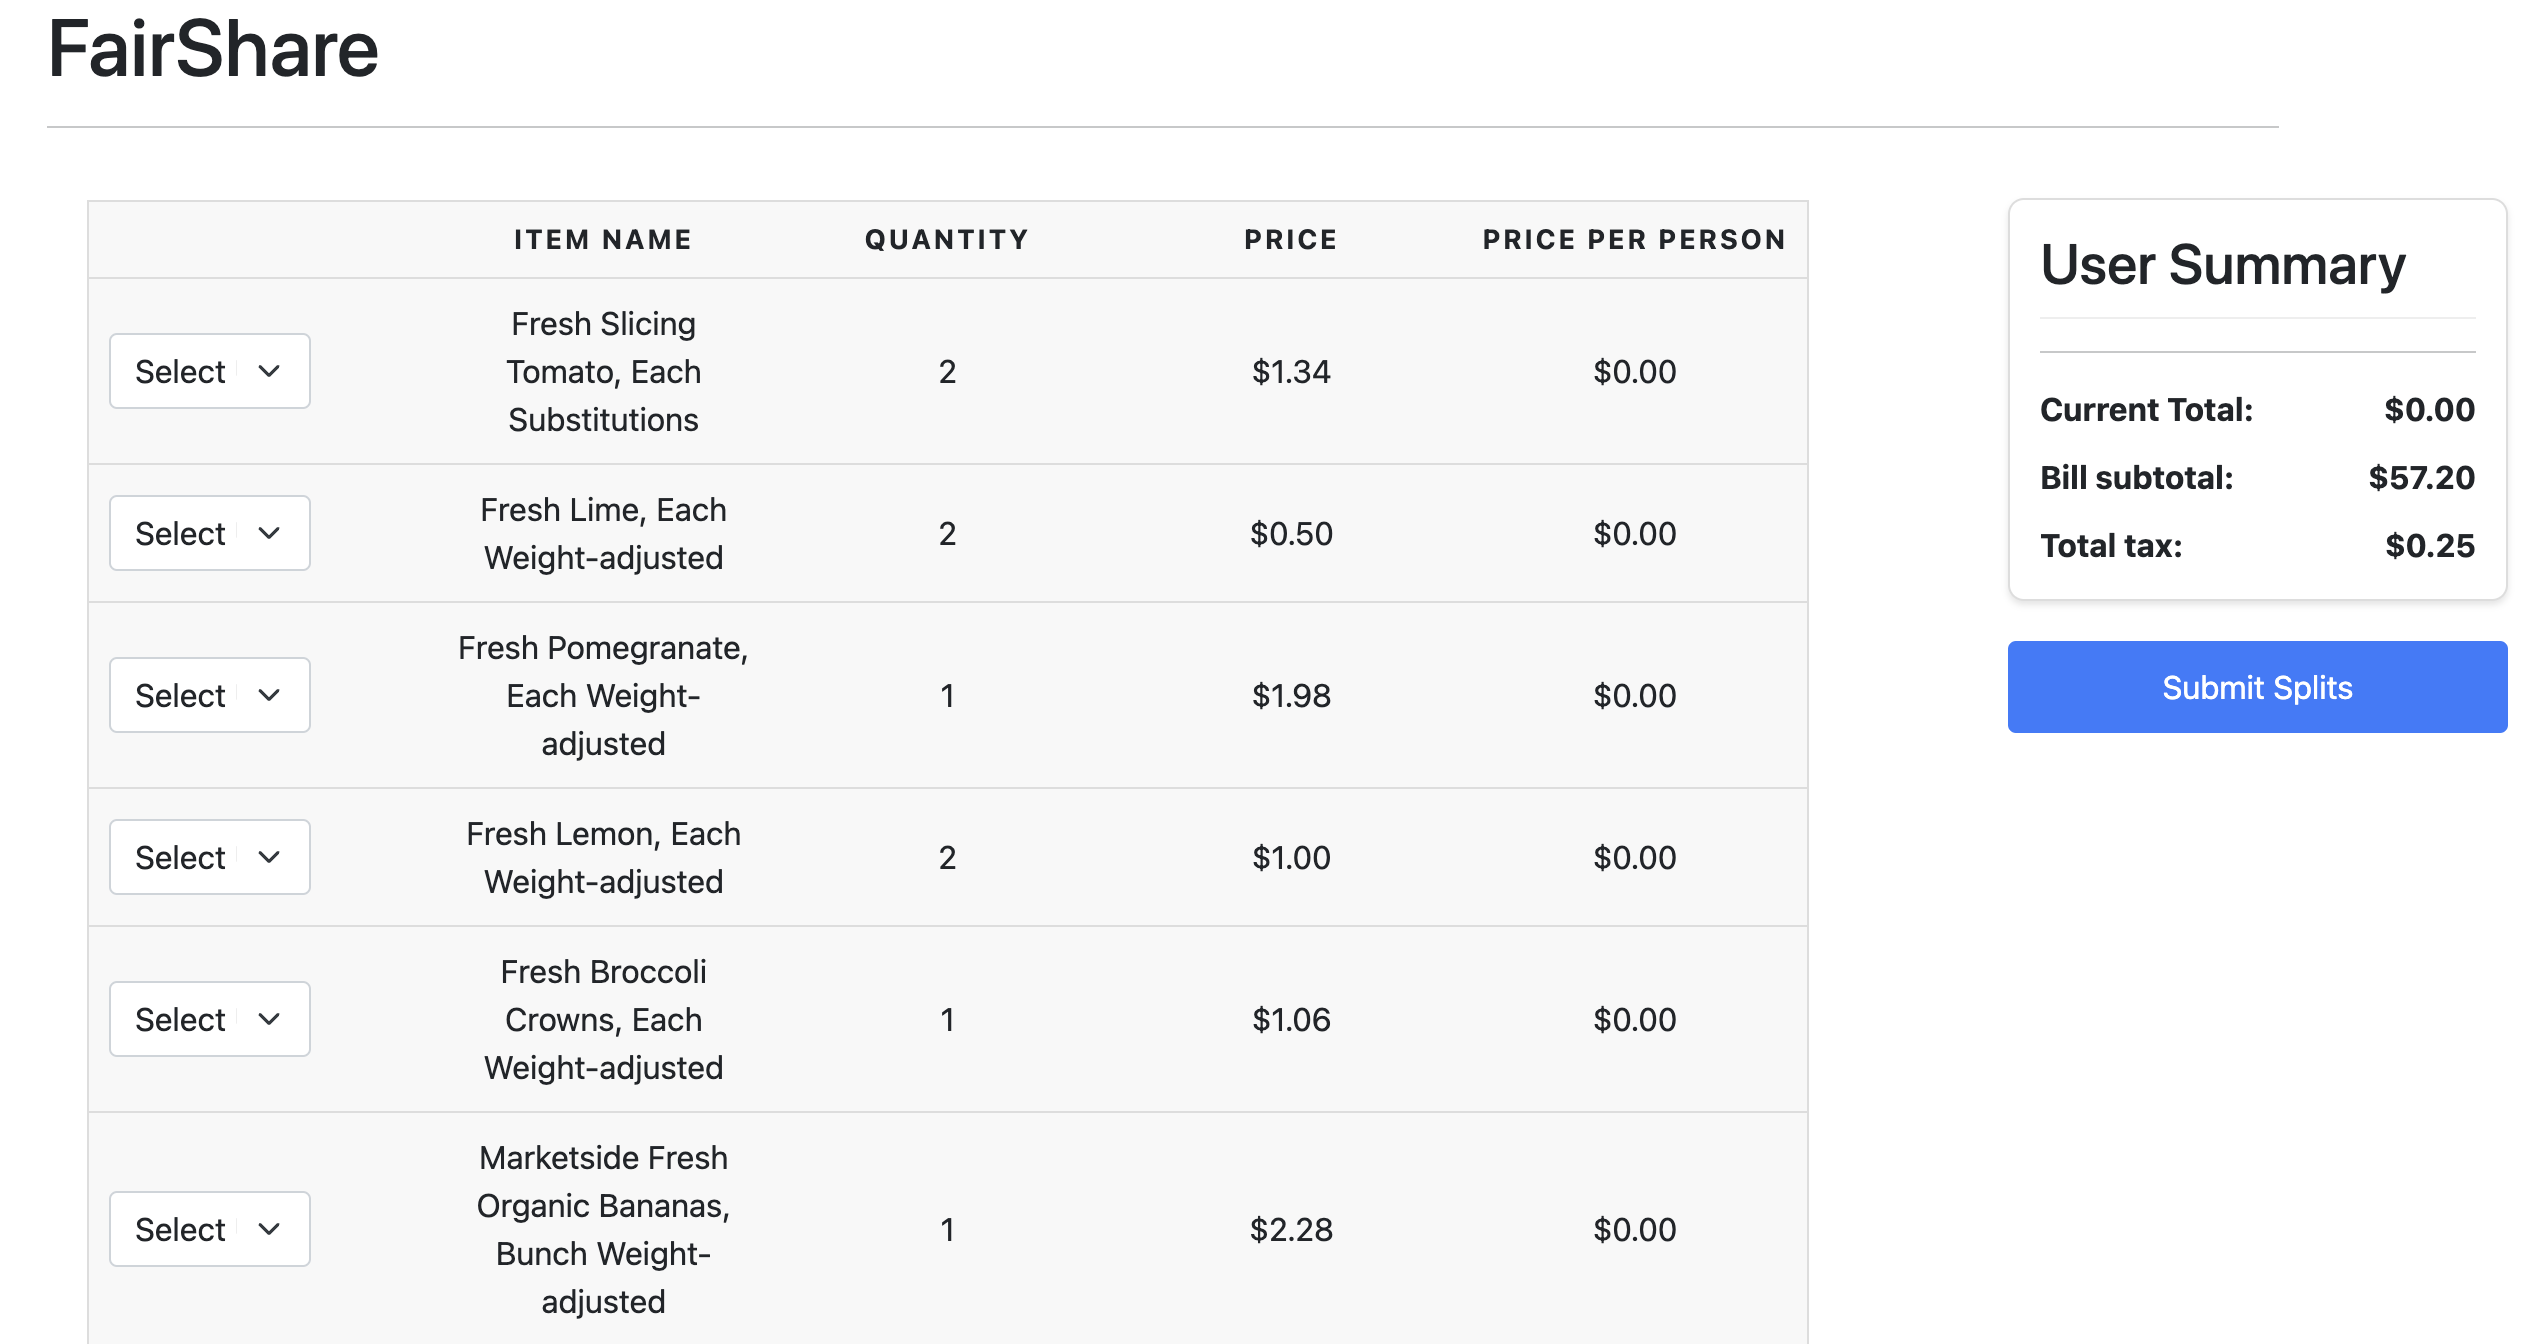 FairShare
ITEM NAME QUANTITY PRICE PRICE PER PERSON
Select Fresh Slicing Tomato, Each Substitutions 2 $1.34 $0.00
Select Fresh Lime, Each Weight-adjusted 2 $0.50 $0.00
Select Fresh Pomegranate, Each Weight-adjusted 1 $1.98 $0.00
Select Fresh Lemon, Each Weight-adjusted 2 $1.00 $0.00
Select Fresh Broccoli Crowns, Each Weight-adjusted 1 $1.06 $0.00
Select Marketside Fresh Organic Bananas, Bunch Weight-adjusted 1 $2.28 $0.00
User Summary
Current Total: $0.00
Bill subtotal: $57.20
Total tax: $0.25
Submit Splits